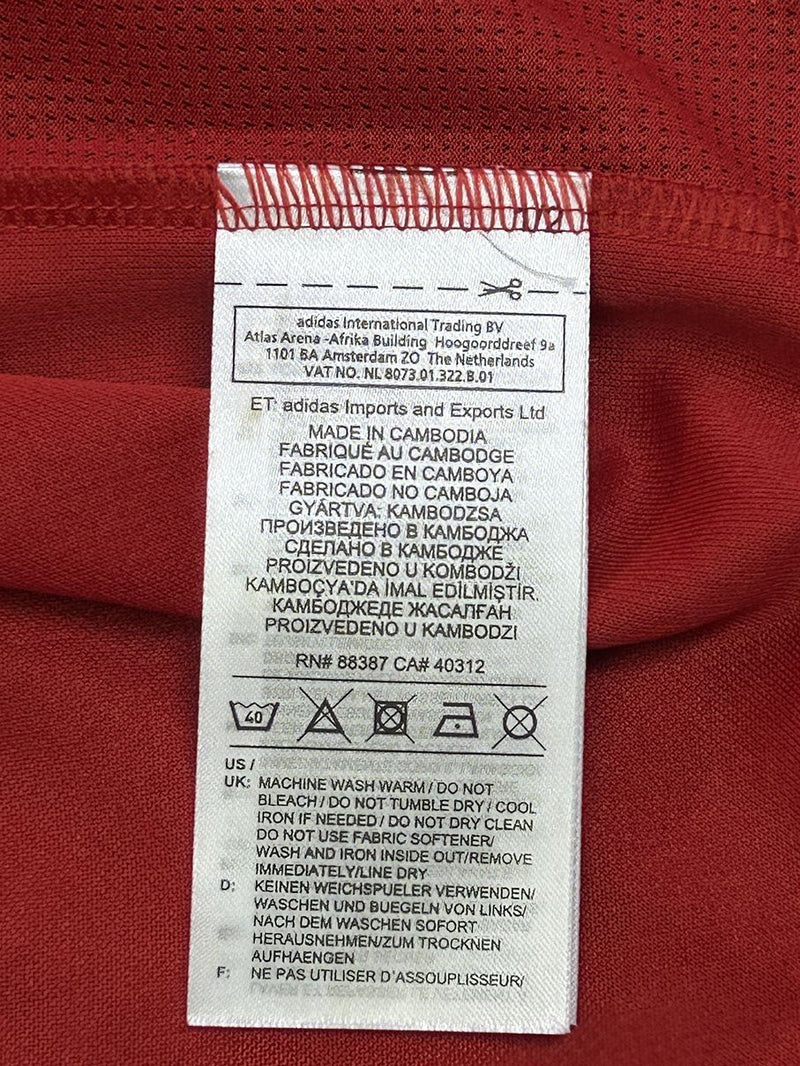 1/2
adidas International Trading BV
Atlas Arena -Afrika Building Hoogoorddreef 9a
1101 BA Amsterdam ZO The Netherlands
VAT NO. NL 8073.01.322.B.01
ET: adidas Imports and Exports Ltd
MADE IN CAMBODIA
FABRIQUÉ AU CAMBODGE
FABRICADO EN CAMBOYA
FABRICADO NO CAMBOJA
GYÁRTVA: KAMBODZSA
ПРОИЗВЕДЕНО В КАМБОДЖА
СДЕЛАНО В КАМБОДЖЕ
PROIZVEDENO U KOMBODŽI
KAMBOÇYA'DA İMAL EDİLMİŞTİR.
КАМБОДЖЕДЕ ЖАСАЛҒАН
PROIZVEDENO U KAMBODZI
RN# 88387 CA# 40312
40
US /
UK: MACHINE WASH WARM / DO NOT
BLEACH / DO NOT TUMBLE DRY / COOL
IRON IF NEEDED / DO NOT DRY CLEAN
DO NOT USE FABRIC SOFTENER/
WASH AND IRON INSIDE OUT/REMOVE
IMMEDIATELY/LINE DRY
D: KEINEN WEICHSPUELER VERWENDEN/
WASCHEN UND BUEGELN VON LINKS/
NACH DEM WASCHEN SOFORT
HERAUSNEHMEN/ZUM TROCKNEN
AUFHAENGEN
F: NE PAS UTILISER D'ASSOUPLISSEUR/